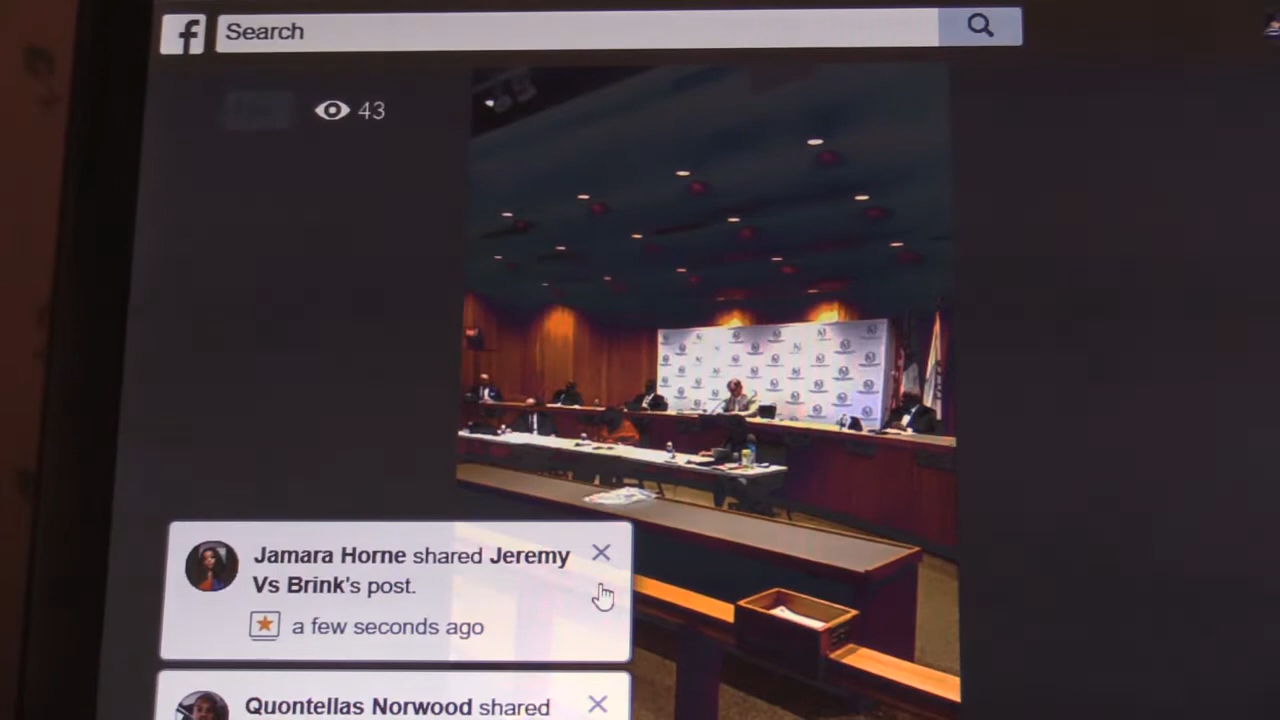 f Search
43
Jamara Horne shared Jeremy
Vs Brink's post.
a few seconds ago
Quontellas Norwood shared